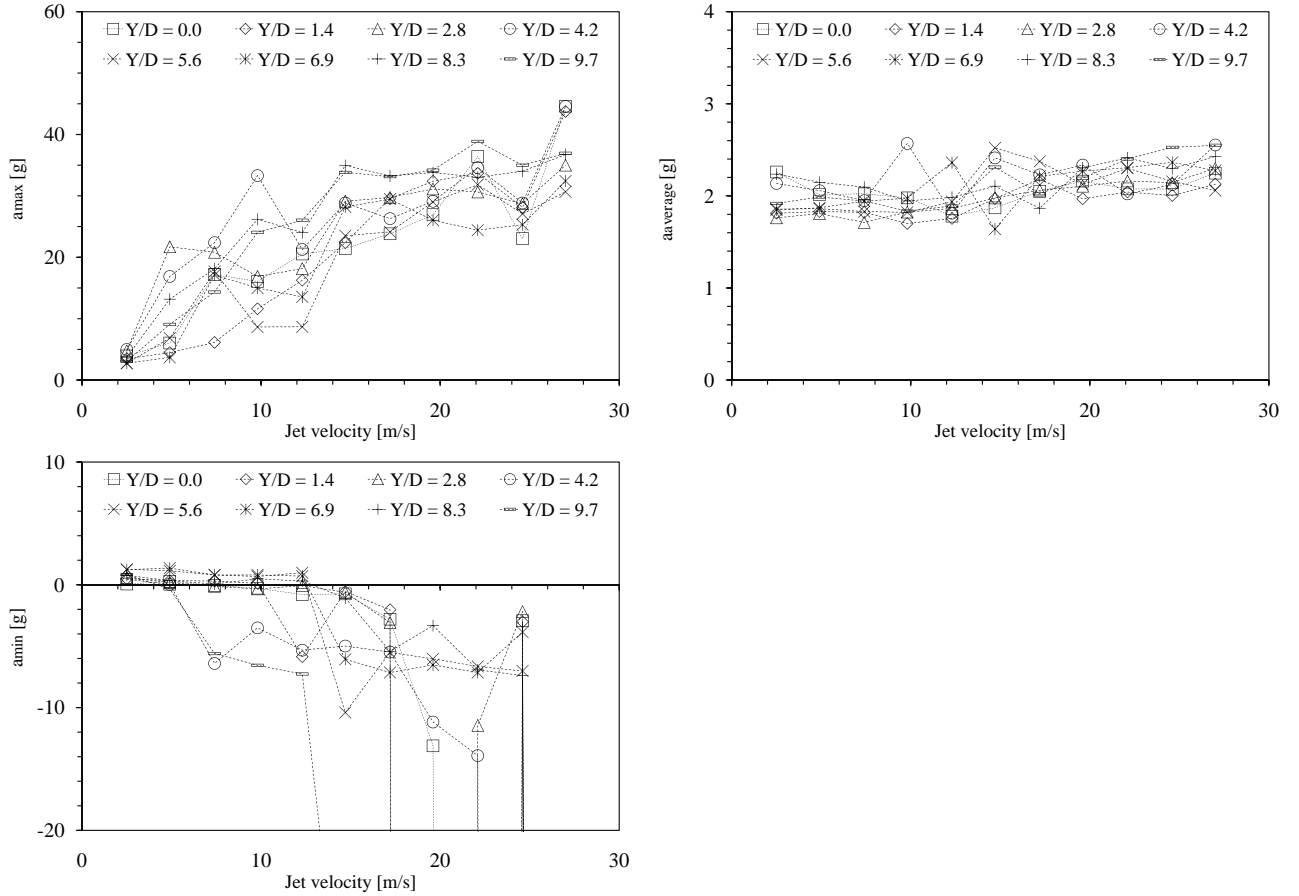 60
Y/D = 0.0 Y/D = 1.4 Y/D = 2.8 Y/D = 4.2
Y/D = 5.6 Y/D = 6.9 Y/D = 8.3 Y/D = 9.7
40
amax [g]
20
0
0 10 20 30
Jet velocity [m/s]
4
Y/D = 0.0 Y/D = 1.4 Y/D = 2.8 Y/D = 4.2
Y/D = 5.6 Y/D = 6.9 Y/D = 8.3 Y/D = 9.7
3
aaverage [g]
2
1
0
0 10 20 30
Jet velocity [m/s]
10
Y/D = 0.0 Y/D = 1.4 Y/D = 2.8 Y/D = 4.2
Y/D = 5.6 Y/D = 6.9 Y/D = 8.3 Y/D = 9.7
0
amin [g]
-10
-20
0 10 20 30
Jet velocity [m/s]